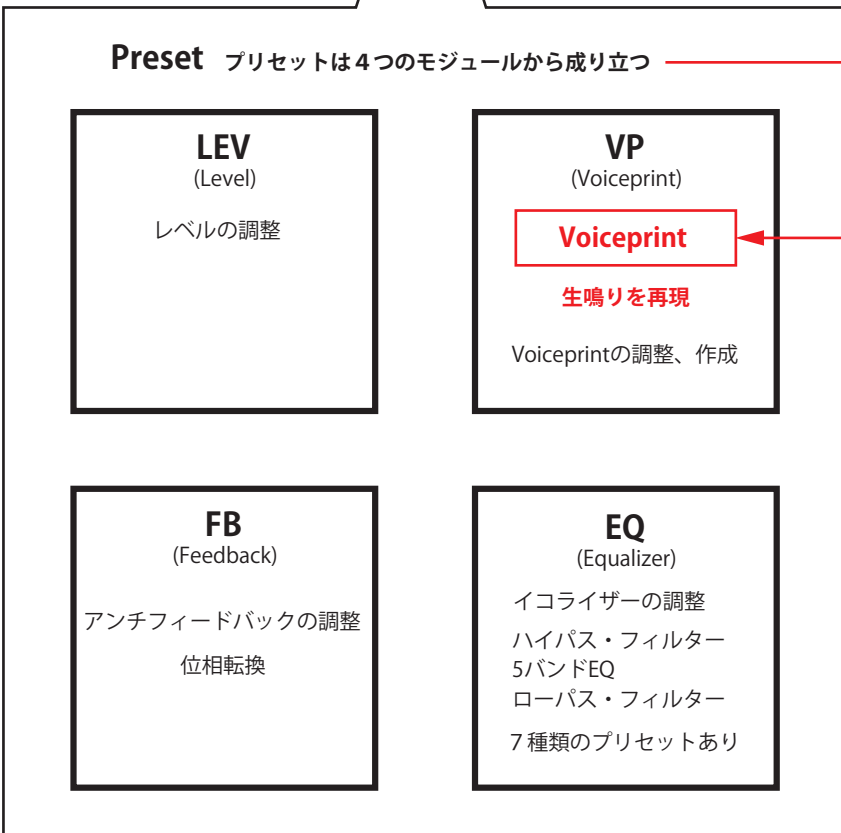 Preset プリセットは４つのモジュールから成り立つ
LEV
(Level)
レベルの調整
VP
(Voiceprint)
Voiceprint
生鳴りを再現
Voiceprintの調整、作成
FB
(Feedback)
アンチフィードバックの調整
位相転換
EQ
(Equalizer)
イコライザーの調整
ハイパス・フィルター
5バンドEQ
ローパス・フィルター
７種類のプリセットあり